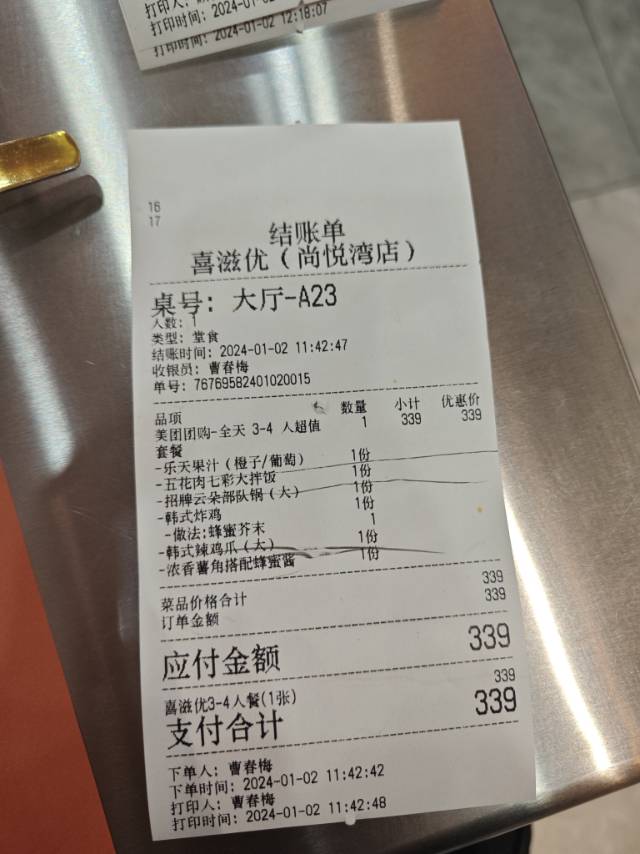 打印时间: 2024-01-02 12:18:07
16
17
结账单
喜滋优（尚悦湾店）
桌号: 大厅-A23
人数: 1
类型: 堂食
结账时间: 2024-01-02 11:42:47
收银员: 曹春梅
单号: 76769582401020015
品项 数量 小计 优惠价
美团团购-全天 3-4 人超值 1 339 339
套餐
-乐天果汁（橙子/葡萄） 1份
-五花肉七彩大拌饭 1份
-招牌云朵部队锅（大） 1份
-韩式炸鸡 1份
-做法:蜂蜜芥末 1
-韩式辣鸡爪（大） 1份
-浓香薯角搭配蜂蜜酱 1份
菜品价格合计 339
订单金额 339
应付金额 339
喜滋优3-4人餐(1张) 339
支付合计 339
下单人: 曹春梅
下单时间: 2024-01-02 11:42:42
打印人: 曹春梅
打印时间: 2024-01-02 11:42:48